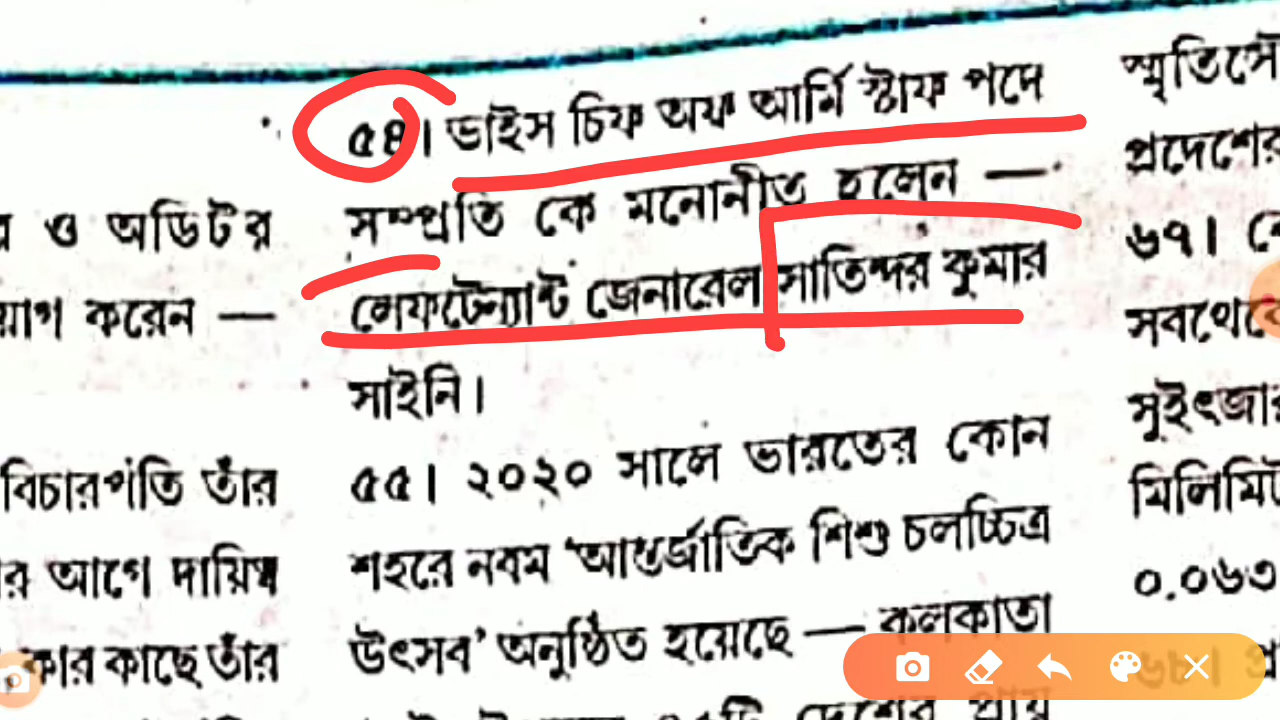 ও অডিটর
করেন —
বিচারপতি তাঁর
র আগে দায়িত্ব
কার কাছে তাঁর
৫৪। ভাইস চিফ অফ আর্মি স্টাফ পদে
সম্প্রতি কে মনোনীত হলেন —
লেফটেন্যান্ট জেনারেল সাতিন্দর কুমার
সাইনি।
৫৫। ২০২০ সালে ভারতের কোন
শহরে নবম ‘আন্তর্জাতিক শিশু চলচ্চিত্র
উৎসব’ অনুষ্ঠিত হয়েছে — কলকাতা
দেশের প্রায়
স্মৃতিসৌ
প্রদেশের
৬৭।
সবথেকে
সুইৎজার
মিলিমিট
০.০৬৩
৬৮। প্র